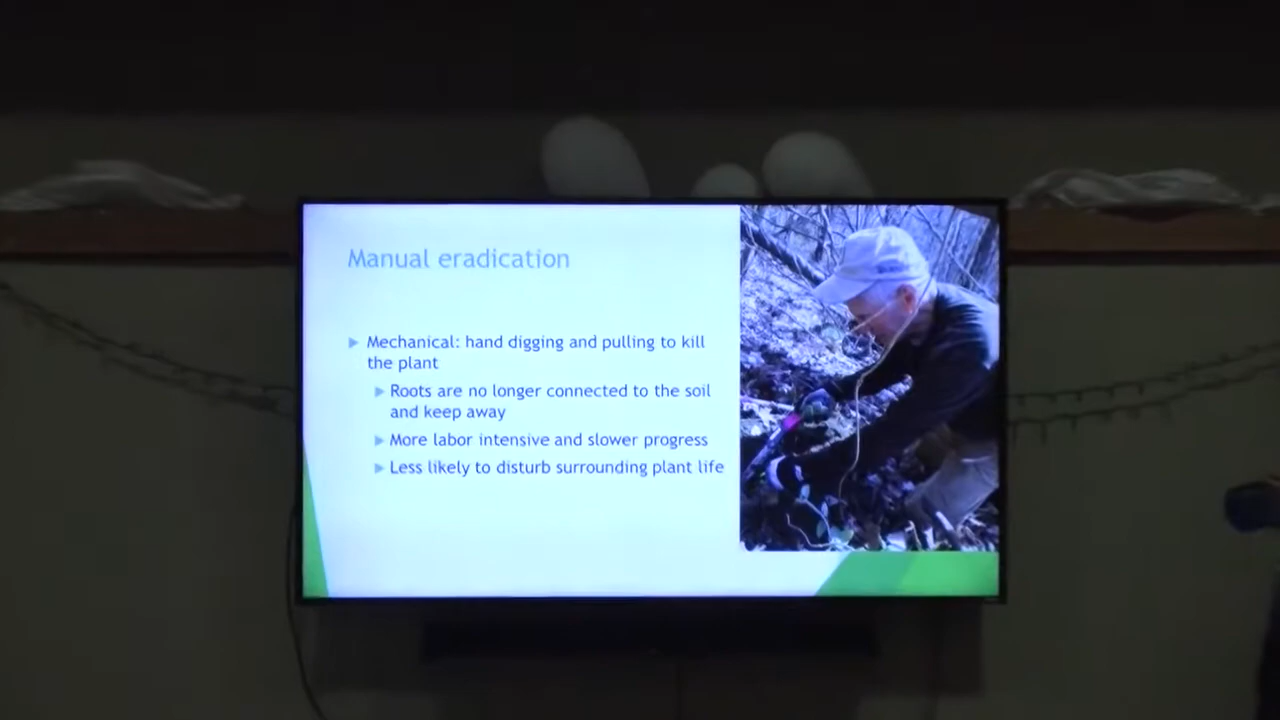 Manual eradication
Mechanical: hand digging and pulling to kill
the plant
Roots are no longer connected to the soil
and keep away
More labor intensive and slower progress
Less likely to disturb surrounding plant life